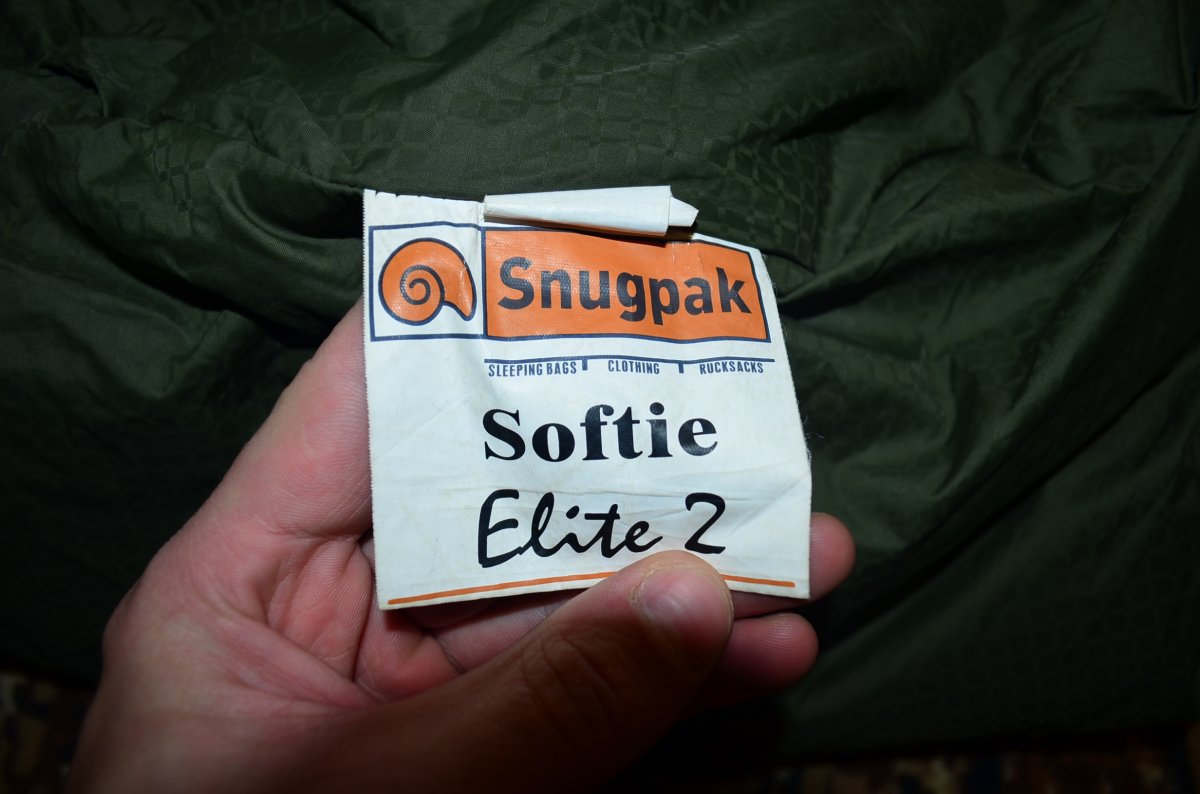 Snugpak
SLEEPING BAGS CLOTHING RUCKSACKS
Softie
Elite 2